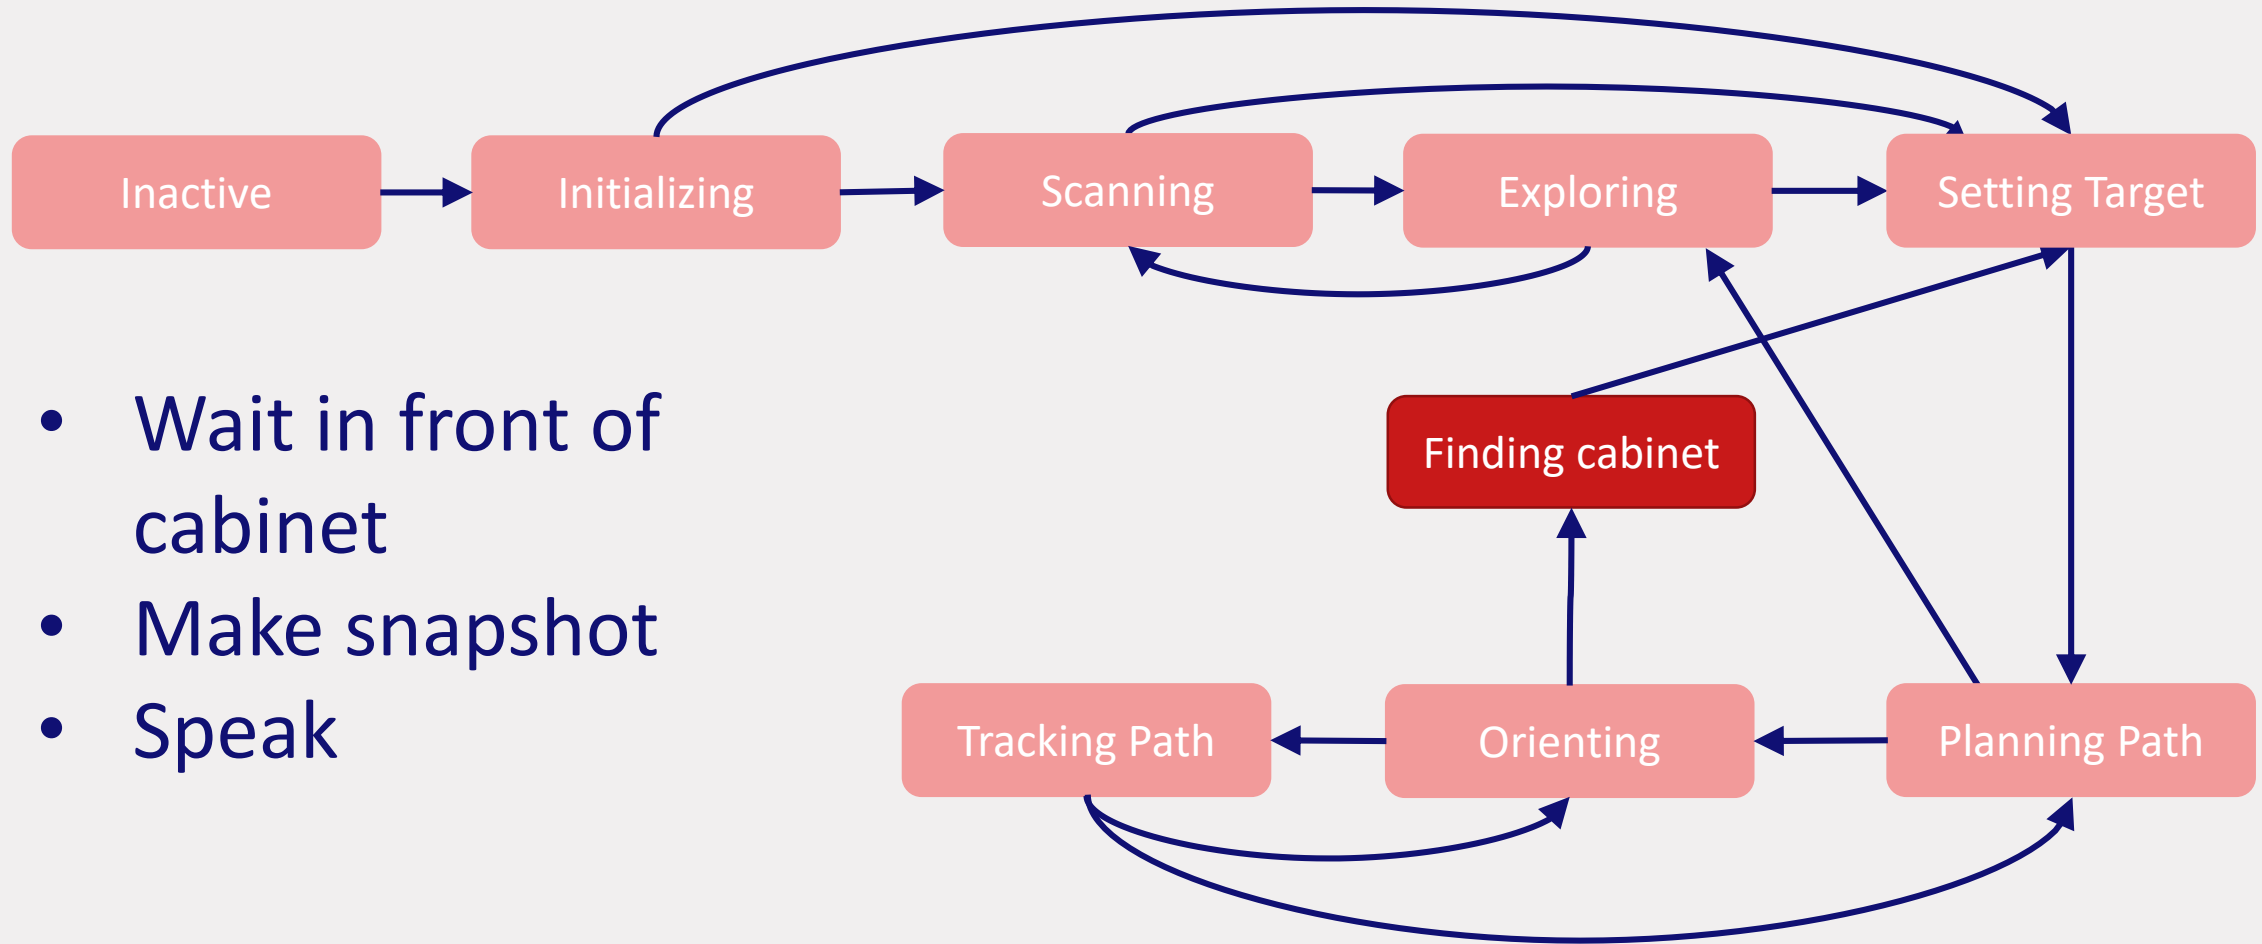 Inactive
Initializing
Scanning
Exploring
Setting Target
• Wait in front of
cabinet
• Make snapshot
• Speak
Finding cabinet
Tracking Path
Orienting
Planning Path